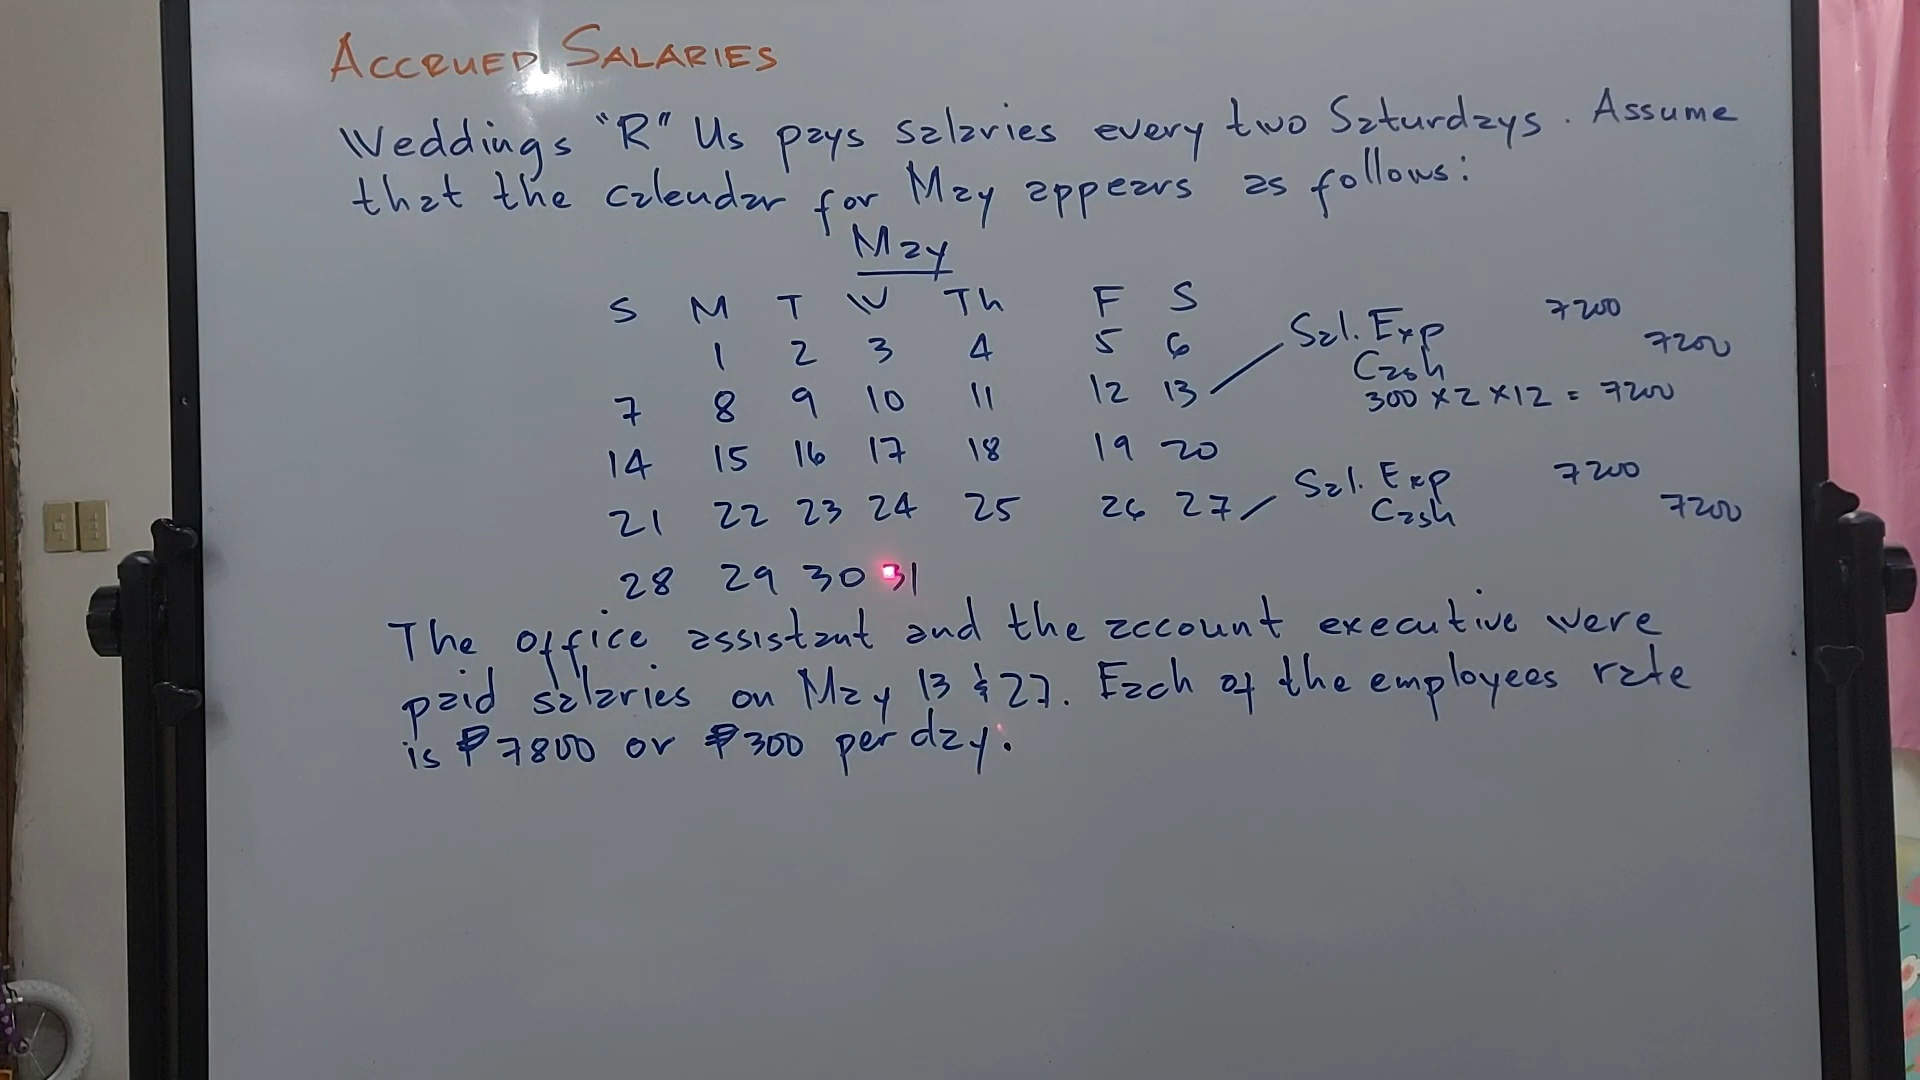 ACCRUED SALARIES
Weddings "R" Us pays salaries every two Saturdays. Assume
that the calendar for May appears as follows:
May
S M T W Th F S
1 2 3 4 5 6
7 8 9 10 11 12 13
14 15 16 17 18 19 20
21 22 23 24 25 26 27
28 29 30 31
Sal. Exp 7200
Cash 7200
300 x 2 x 12 = 7200
Sal. Exp 7200
Cash 7200
The office assistant and the account executive were
paid salaries on May 13 & 27. Each of the employees rate
is ₱7800 or ₱300 per day.